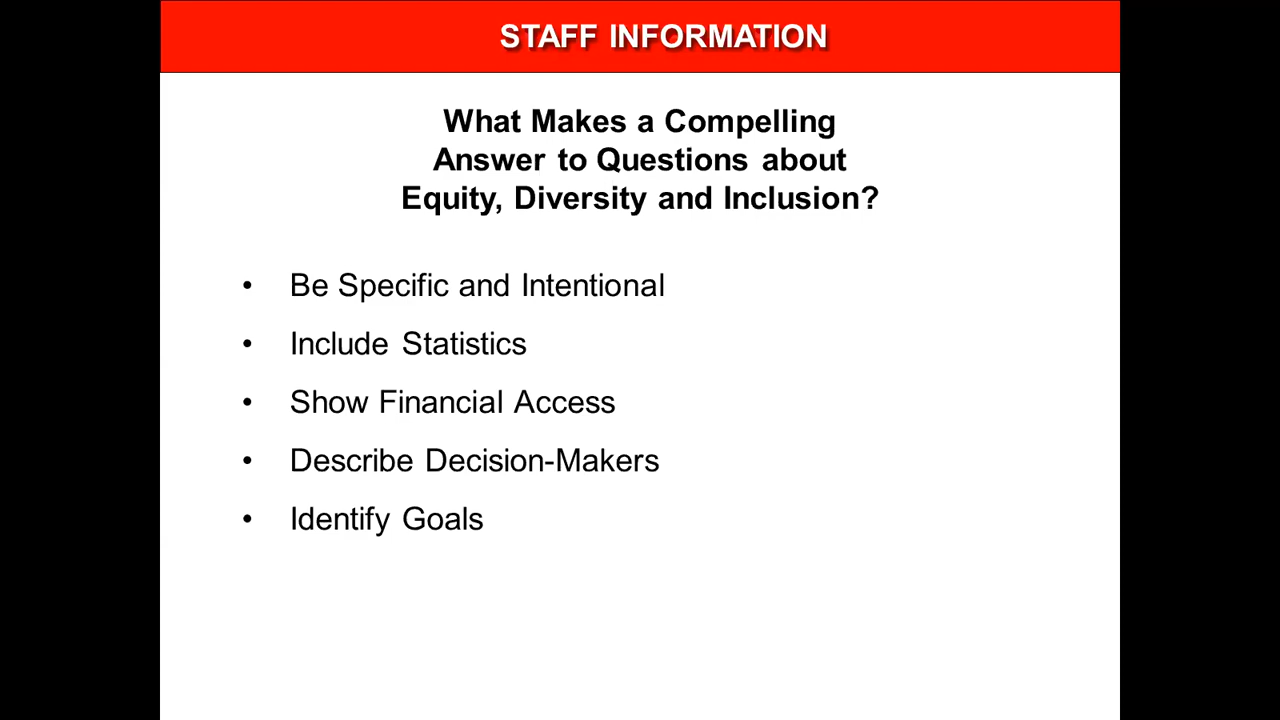 STAFF INFORMATION
What Makes a Compelling
Answer to Questions about
Equity, Diversity and Inclusion?
• Be Specific and Intentional
• Include Statistics
• Show Financial Access
• Describe Decision-Makers
• Identify Goals